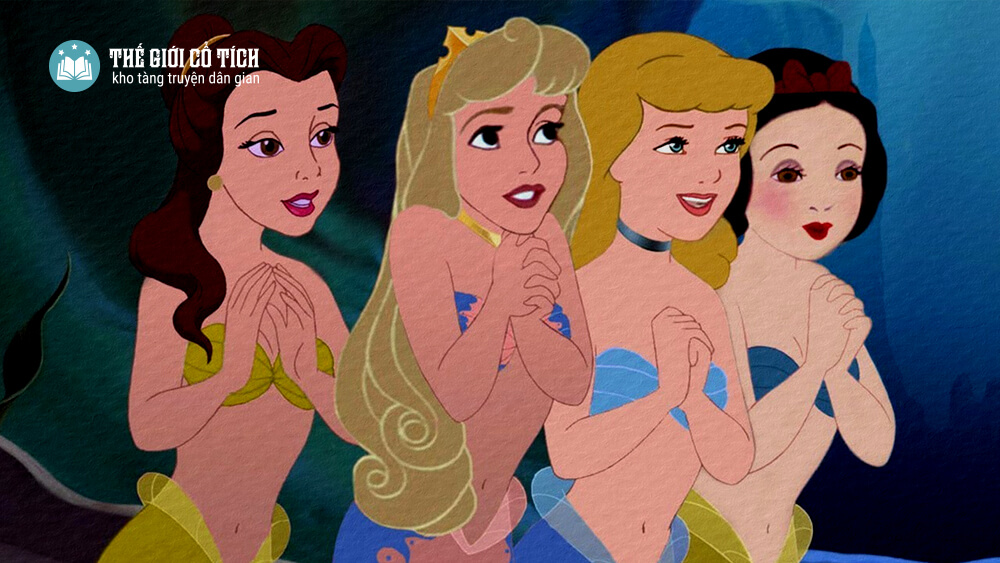 THẾ GIỚI CỔ TÍCH
kho tàng truyện dân gian